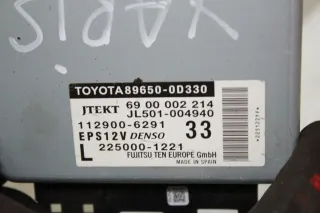 YARIS
TOYOTA 89650-0D330
JTEKT 69 00 002 214
JL501-004940
112900-6291 33
EPS12V DENSO
L 225000-1221
FUJITSU TEN EUROPE GmbH
MADE IN SPAIN